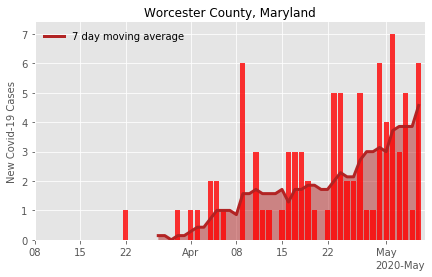 Worcester County, Maryland
7 day moving average
New Covid-19 Cases
7
6
5
4
3
2
1
0
08 15 22 Apr 08 15 22 May
2020-May